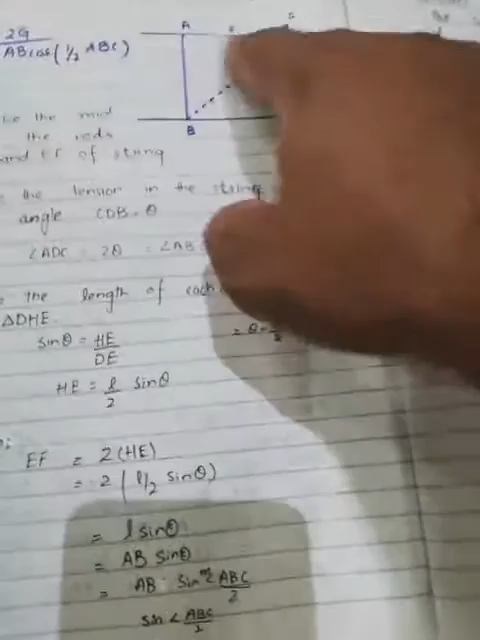 2G
AB cos(1/2 ABC)
A
B
the mid
the rods
and EF of string
the tension in the string
angle CDB = θ
∠ADC = 2θ = ∠AB
the length of each
ΔDHE
sinθ = HE/DE
= θ =
HE = l/2 sinθ
EF = 2(HE)
= 2(l/2 sinθ)
= l sinθ
= AB sinθ
= AB sin ∠ABC/2
sin ∠ABC/2